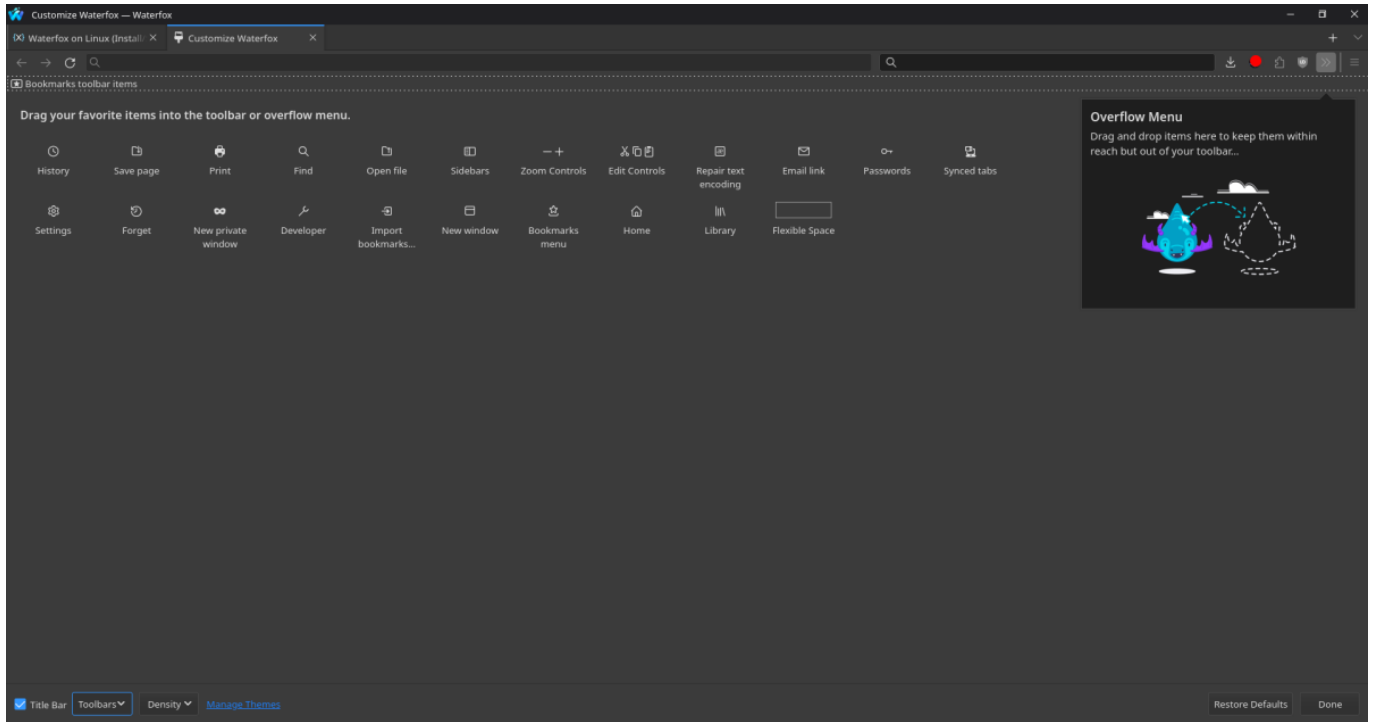 Customize Waterfox — Waterfox
Waterfox on Linux (Install/
Customize Waterfox
Bookmarks toolbar items
Drag your favorite items into the toolbar or overflow menu.
History
Save page
Print
Find
Open file
Sidebars
Zoom Controls
Edit Controls
Repair text
encoding
Email link
Passwords
Synced tabs
Settings
Forget
New private
window
Developer
Import
bookmarks...
New window
Bookmarks
menu
Home
Library
Flexible Space
Overflow Menu
Drag and drop items here to keep them within
reach but out of your toolbar...
Title Bar
Toolbars
Density
Manage Themes
Restore Defaults
Done